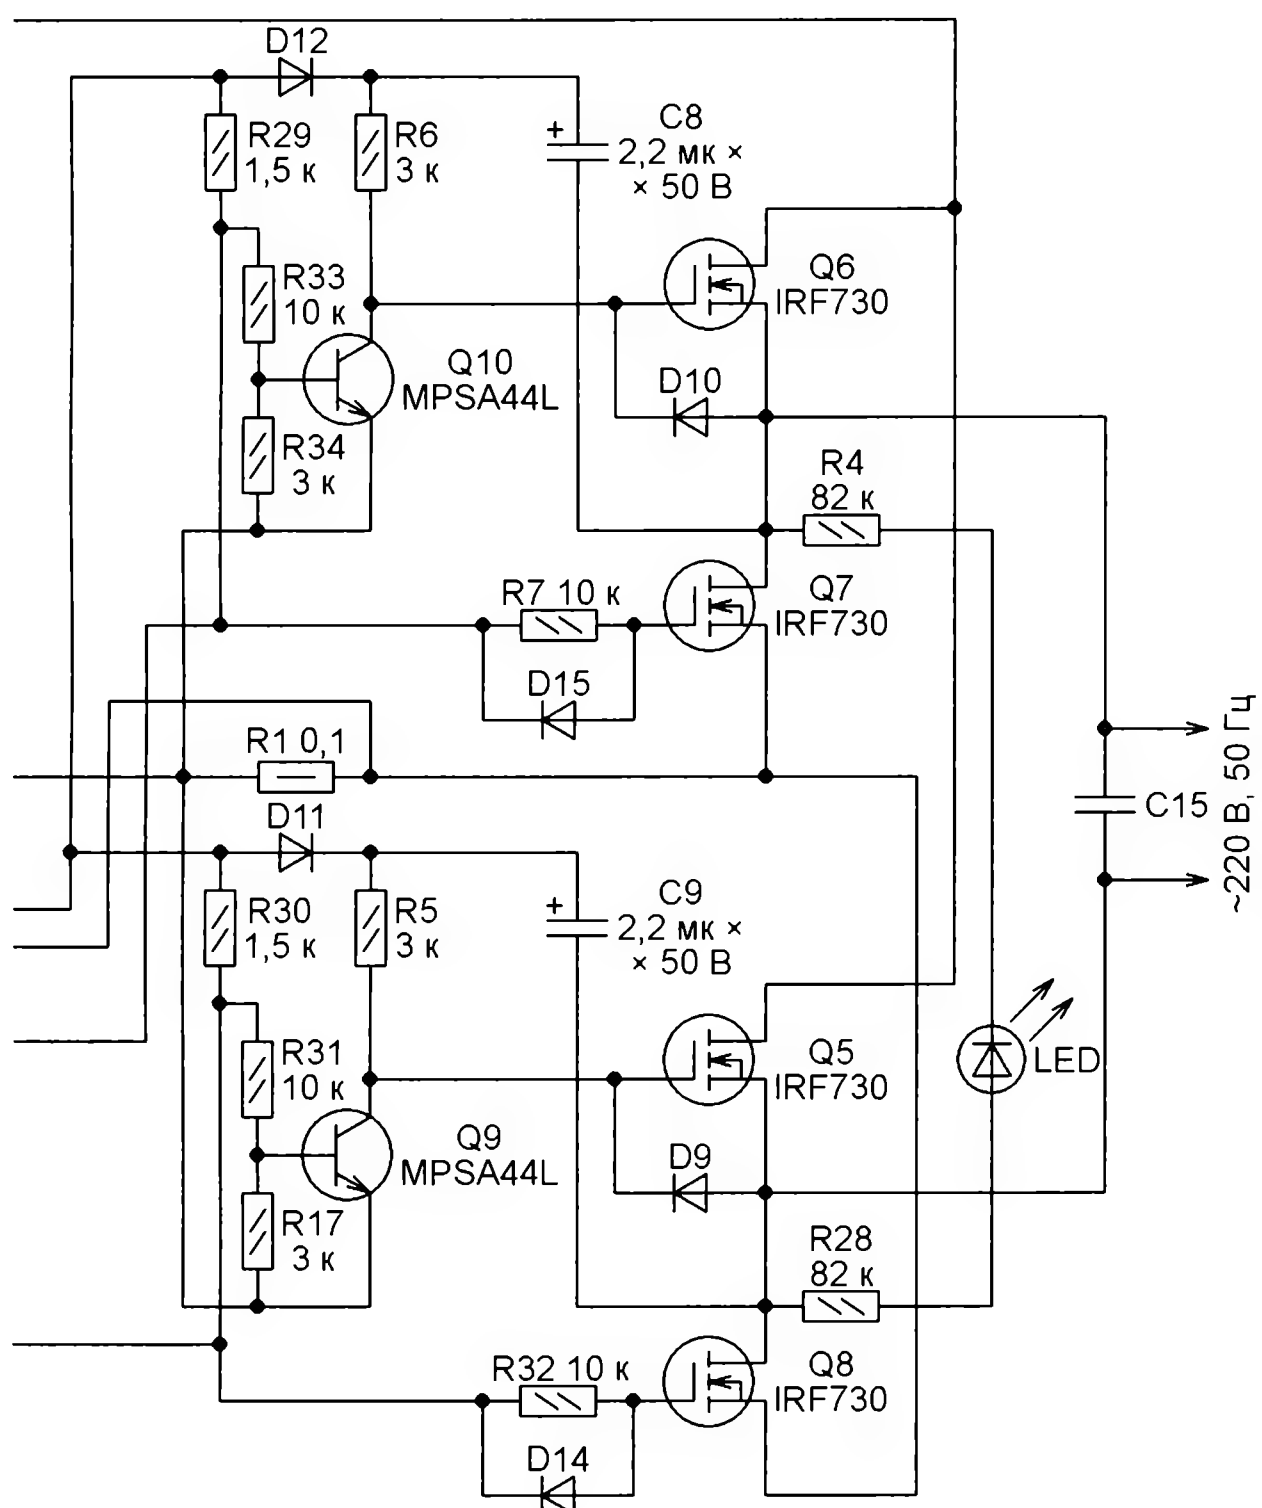 D12
R29
1,5 к
R6
3 к
+
C8
2,2 мк ×
× 50 В
R33
10 к
Q6
IRF730
Q10
MPSA44L
D10
R34
3 к
R4
82 к
R7 10 к
Q7
IRF730
D15
R1 0,1
~220 В, 50 Гц
C15
D11
R30
1,5 к
R5
3 к
+
C9
2,2 мк ×
× 50 В
R31
10 к
Q5
IRF730
LED
Q9
MPSA44L
D9
R17
3 к
R28
82 к
R32 10 к
Q8
IRF730
D14